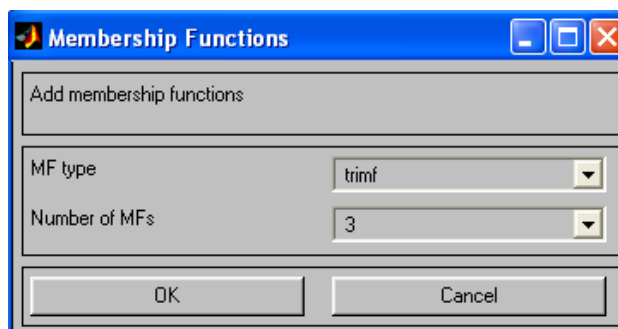 Membership Functions
Add membership functions
MF type
trimf
Number of MFs
3
OK
Cancel